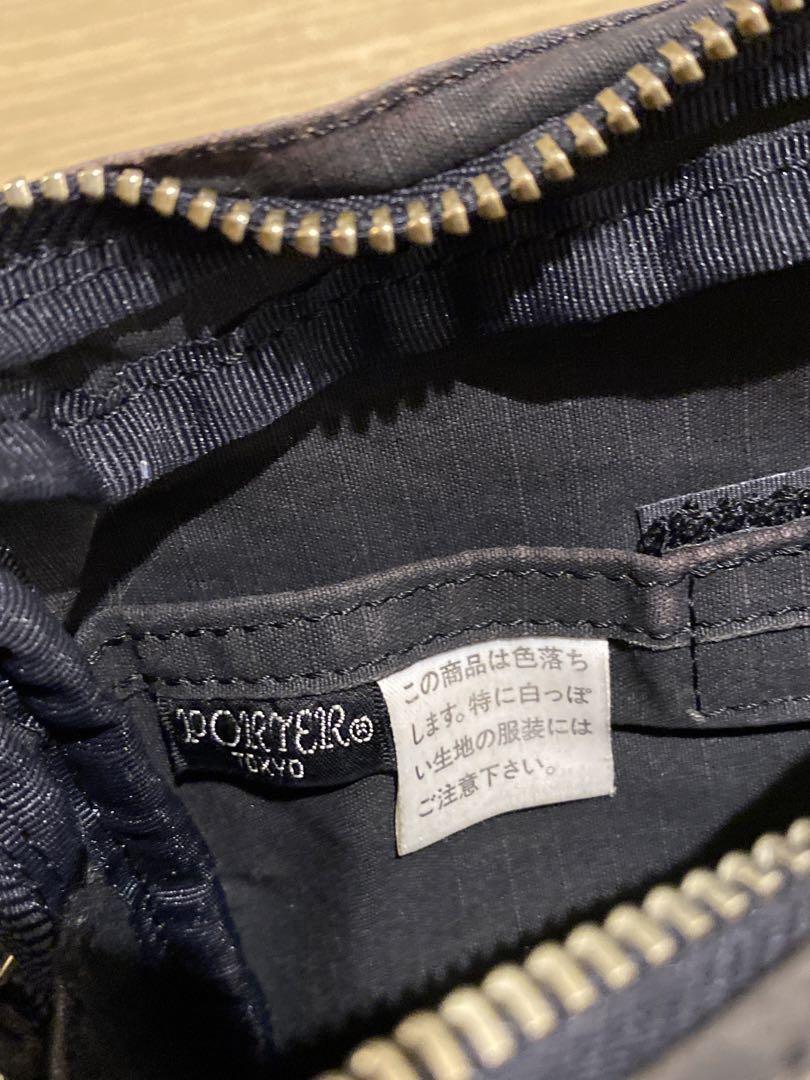 PORTER®
TOKYO
この商品は色落ち
します。特に白っぽ
い生地の服装には
ご注意下さい。